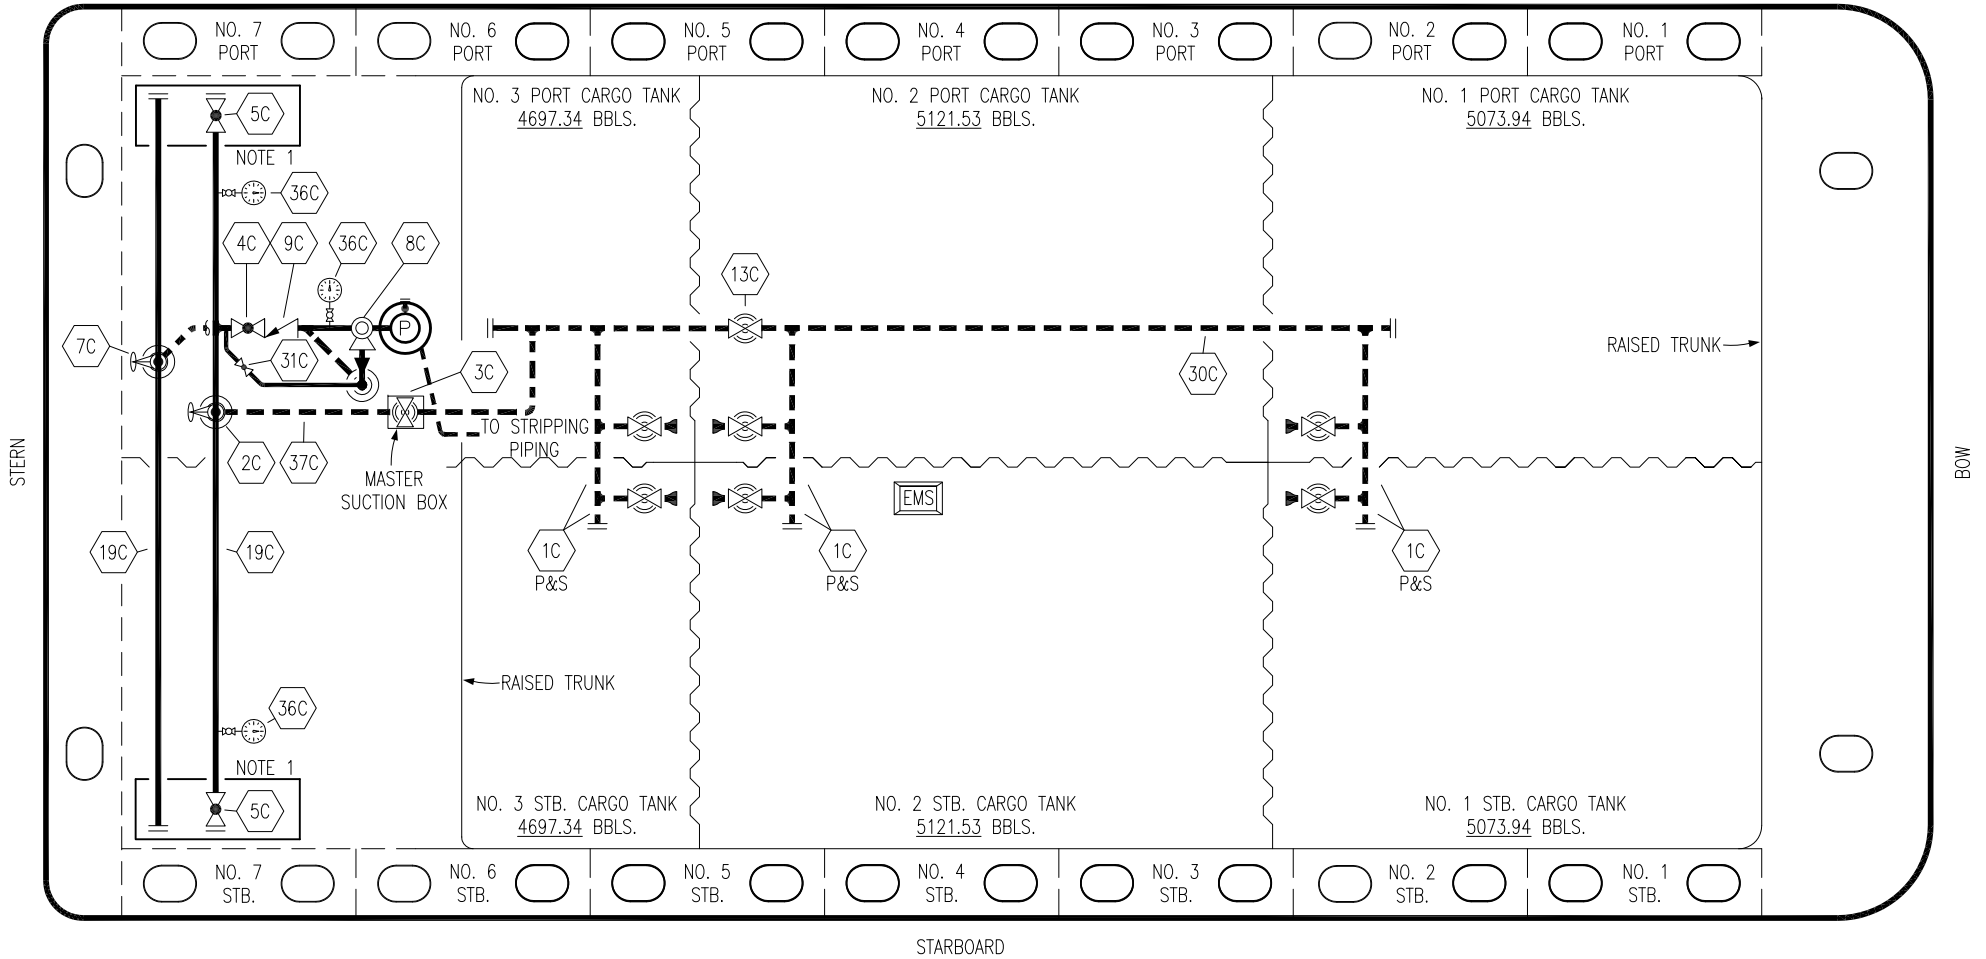 NO. 7
PORT
NO. 6
PORT
NO. 5
PORT
NO. 4
PORT
NO. 3
PORT
NO. 2
PORT
NO. 1
PORT
NO. 3 PORT CARGO TANK
4697.34 BBLS.
NO. 2 PORT CARGO TANK
5121.53 BBLS.
NO. 1 PORT CARGO TANK
5073.94 BBLS.
5C
NOTE 1
36C
4C
9C
36C
8C
13C
7C
31C
3C
30C
RAISED TRUNK
P
TO STRIPPING
PIPING
2C
37C
MASTER
SUCTION BOX
STERN
BOW
EMS
19C
19C
1C
P&S
1C
P&S
1C
P&S
RAISED TRUNK
36C
NOTE 1
5C
NO. 3 STB. CARGO TANK
4697.34 BBLS.
NO. 2 STB. CARGO TANK
5121.53 BBLS.
NO. 1 STB. CARGO TANK
5073.94 BBLS.
NO. 7
STB.
NO. 6
STB.
NO. 5
STB.
NO. 4
STB.
NO. 3
STB.
NO. 2
STB.
NO. 1
STB.
STARBOARD